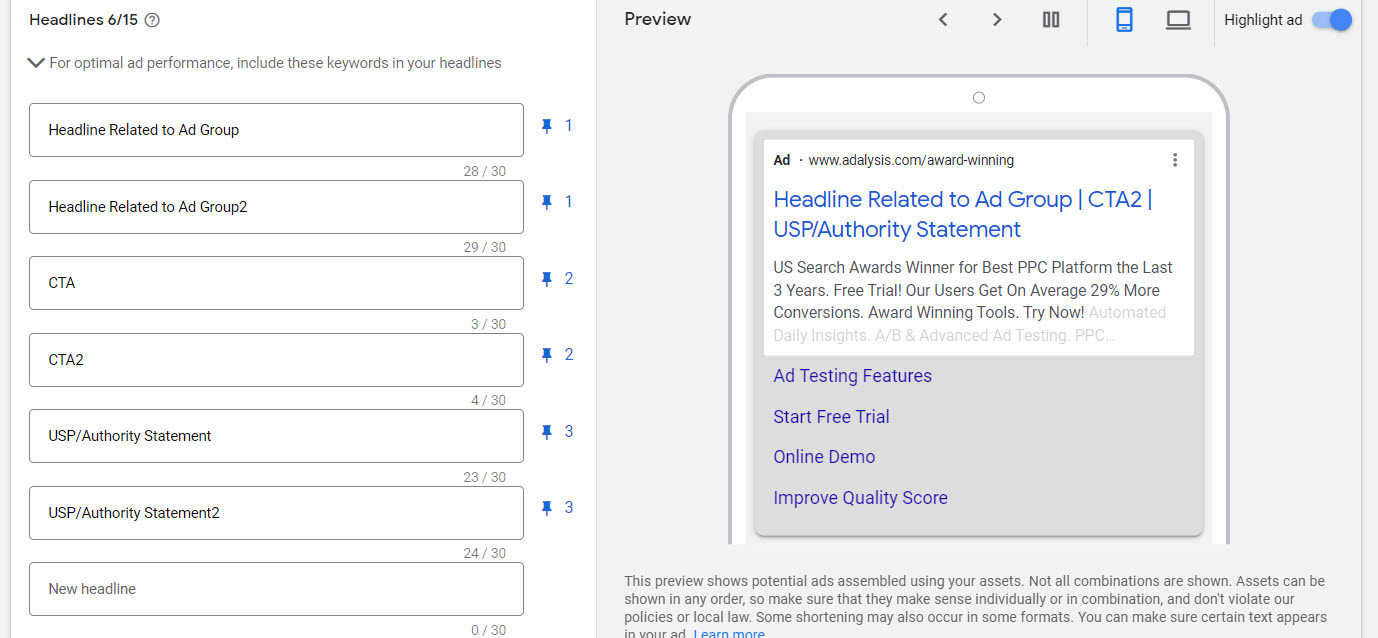 Headlines 6/15
For optimal ad performance, include these keywords in your headlines
Headline Related to Ad Group
1
28 / 30
Headline Related to Ad Group2
1
29 / 30
CTA
2
3 / 30
CTA2
2
4 / 30
USP/Authority Statement
3
23 / 30
USP/Authority Statement2
3
24 / 30
New headline
0 / 30
Preview
Highlight ad
Ad · www.adalysis.com/award-winning
Headline Related to Ad Group | CTA2 |
USP/Authority Statement
US Search Awards Winner for Best PPC Platform the Last
3 Years. Free Trial! Our Users Get On Average 29% More
Conversions. Award Winning Tools. Try Now! Automated
Daily Insights. A/B & Advanced Ad Testing. PPC...
Ad Testing Features
Start Free Trial
Online Demo
Improve Quality Score
This preview shows potential ads assembled using your assets. Not all combinations are shown. Assets can be
shown in any order, so make sure that they make sense individually or in combination, and don't violate our
policies or local law. Some shortening may also occur in some formats. You can make sure certain text appears
in your ad. Learn more